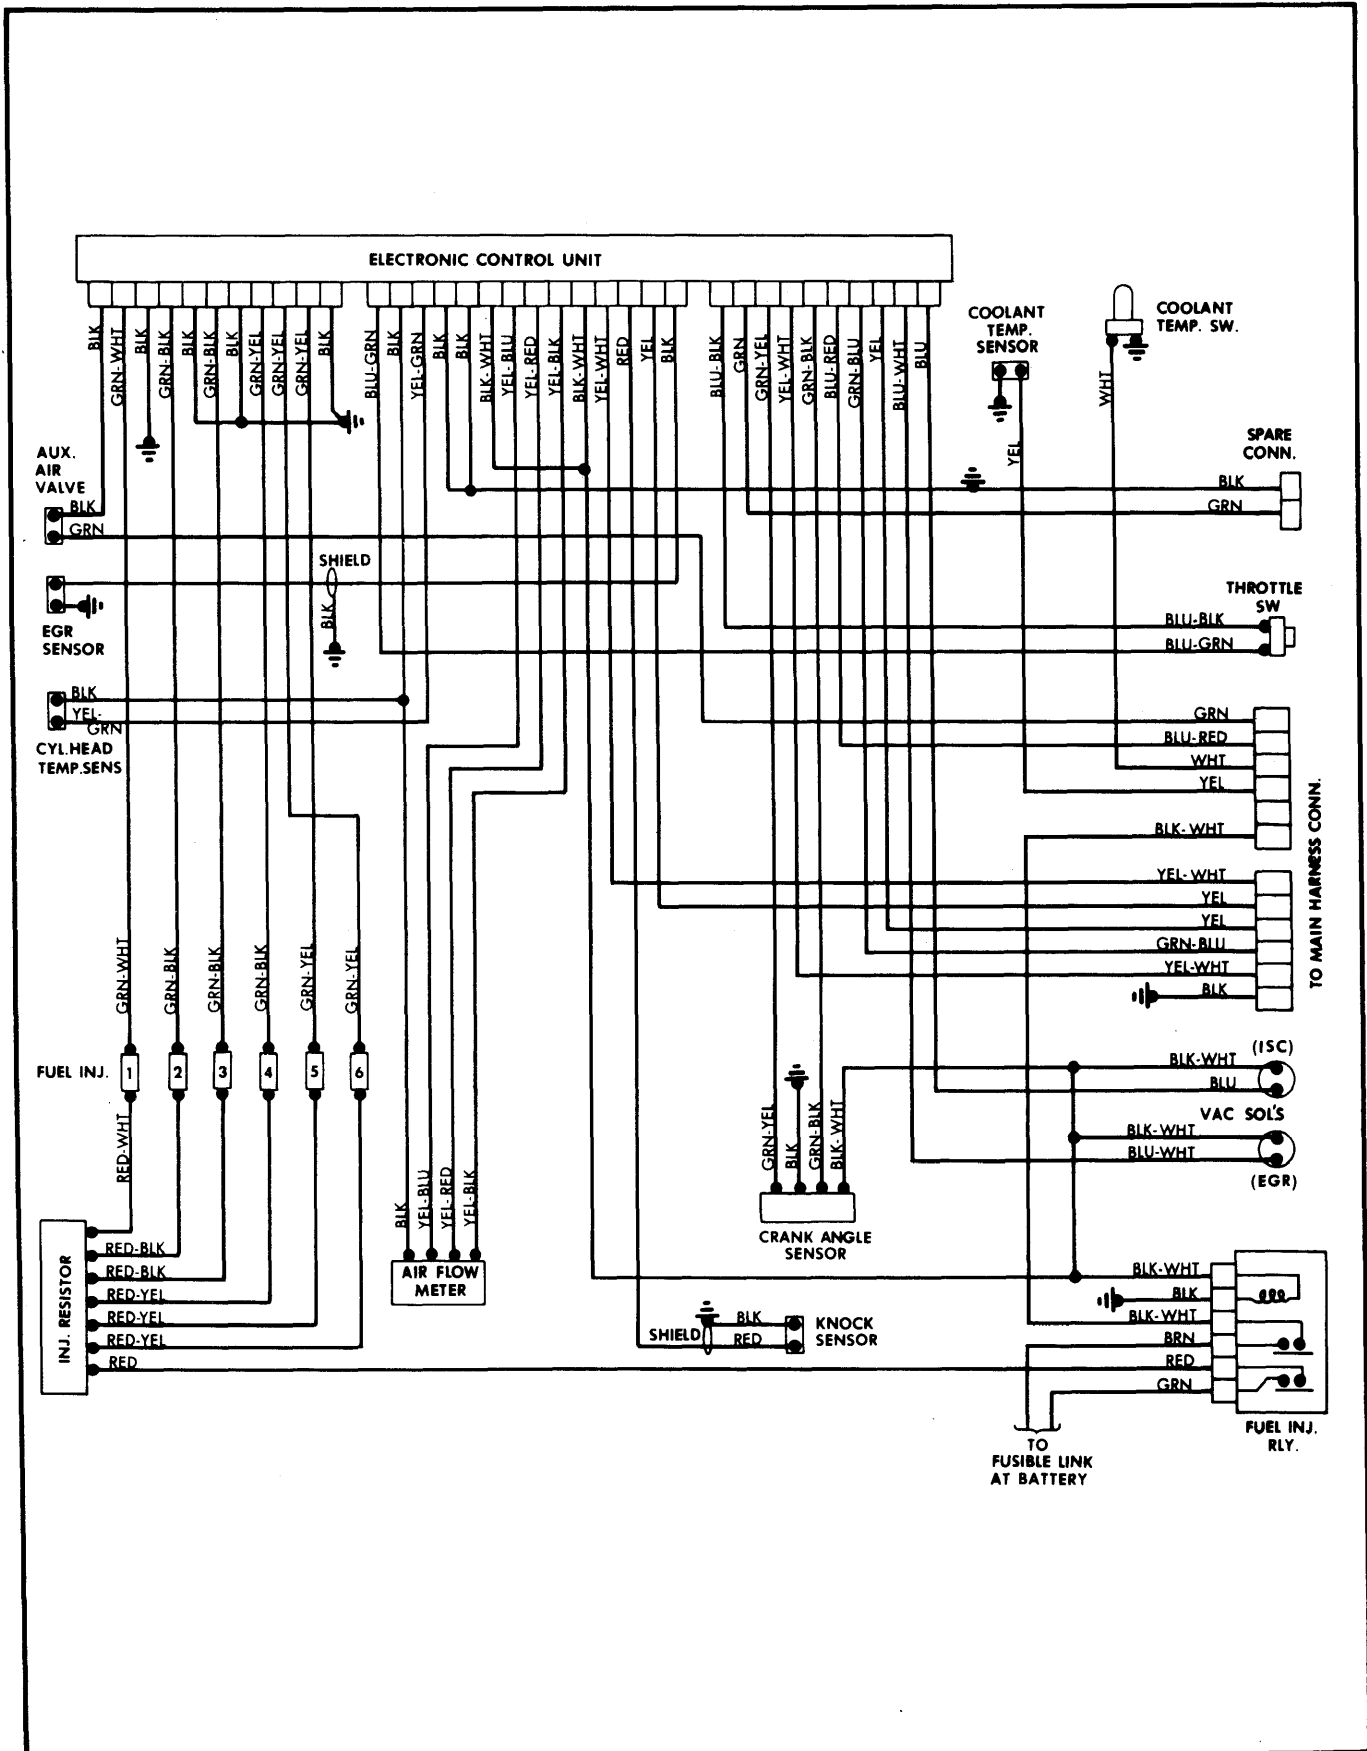 ELECTRONIC CONTROL UNIT
BLK
GRN-WHT
BLK
GRN-BLK
BLK
GRN-BLK
BLK
GRN-YEL
GRN-YEL
GRN-YEL
BLK
BLU-GRN
BLK
YEL-GRN
BLK
BLK
BLK-WHT
YEL-BLU
YEL-RED
YEL-BLK
BLK-WHT
YEL-WHT
RED
YEL
BLK
BLU-BLK
GRN
GRN-YEL
YEL-WHT
GRN-BLK
BLU-RED
GRN-BLU
YEL
BLU-WHT
BLU
COOLANT
TEMP.
SENSOR
YEL
COOLANT
TEMP. SW.
WHT
SPARE
CONN.
BLK
GRN
AUX.
AIR
VALVE
BLK
GRN
SHIELD
BLK
EGR
SENSOR
THROTTLE
SW
BLU-BLK
BLU-GRN
BLK
YEL-
GRN
CYL.HEAD
TEMP.SENS
GRN
BLU-RED
WHT
YEL
BLK-WHT
YEL-WHT
YEL
YEL
GRN-BLU
YEL-WHT
BLK
TO MAIN HARNESS CONN.
GRN-WHT
GRN-BLK
GRN-BLK
GRN-BLK
GRN-YEL
GRN-YEL
FUEL INJ.
1
2
3
4
5
6
RED-WHT
(ISC)
BLK-WHT
BLU
VAC SOL'S
BLK-WHT
BLU-WHT
(EGR)
GRN-YEL
BLK
GRN-BLK
BLK-WHT
CRANK ANGLE
SENSOR
BLK
YEL-BLU
YEL-RED
YEL-BLK
AIR FLOW
METER
INJ. RESISTOR
RED-BLK
RED-BLK
RED-YEL
RED-YEL
RED-YEL
RED
SHIELD
BLK
RED
KNOCK
SENSOR
BLK-WHT
BLK
BLK-WHT
BRN
RED
GRN
FUEL INJ.
RLY.
TO
FUSIBLE LINK
AT BATTERY